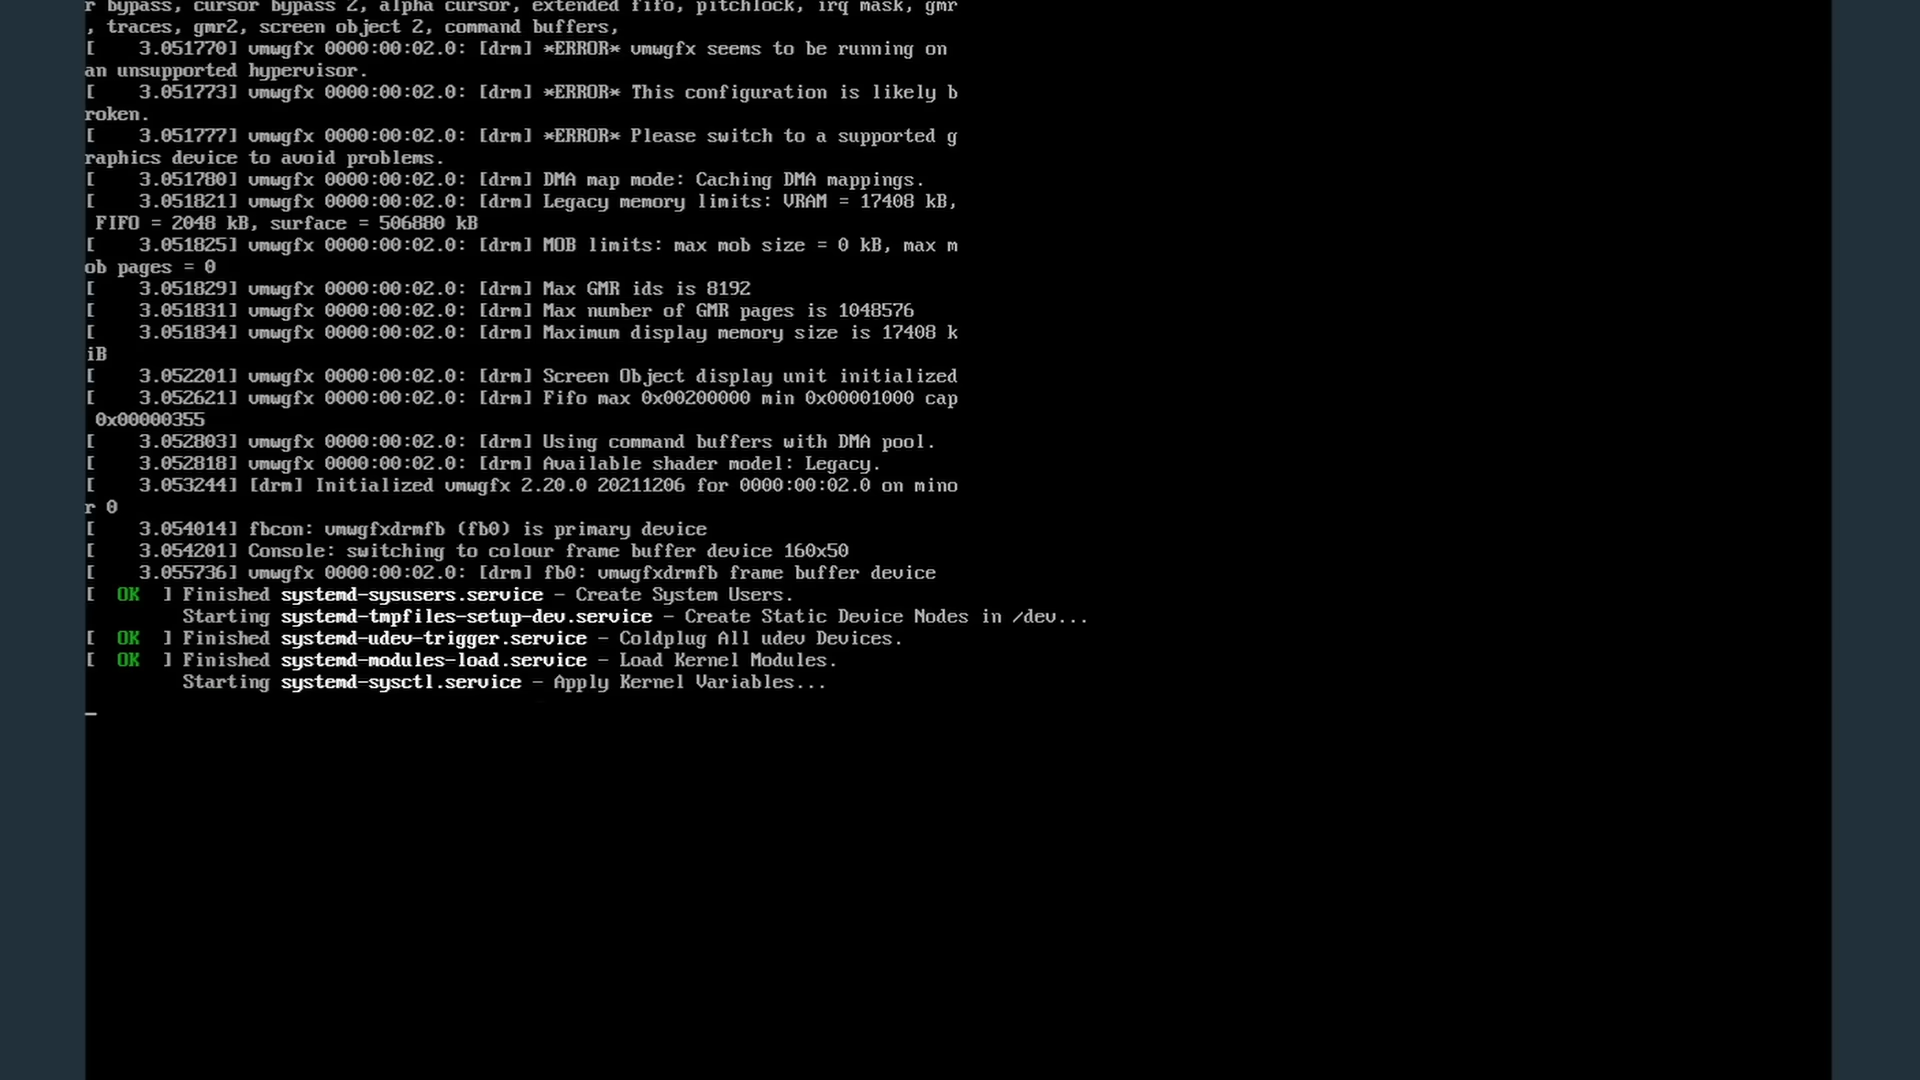 r bypass, cursor bypass 2, alpha cursor, extended fifo, pitchlock, irq mask, gmr
, traces, gmr2, screen object 2, command buffers,
[    3.051770] vmwgfx 0000:00:02.0: [drm] *ERROR* vmwgfx seems to be running on
an unsupported hypervisor.
[    3.051773] vmwgfx 0000:00:02.0: [drm] *ERROR* This configuration is likely b
roken.
[    3.051777] vmwgfx 0000:00:02.0: [drm] *ERROR* Please switch to a supported g
raphics device to avoid problems.
[    3.051780] vmwgfx 0000:00:02.0: [drm] DMA map mode: Caching DMA mappings.
[    3.051821] vmwgfx 0000:00:02.0: [drm] Legacy memory limits: VRAM = 17408 kB,
 FIFO = 2048 kB, surface = 506880 kB
[    3.051825] vmwgfx 0000:00:02.0: [drm] MOB limits: max mob size = 0 kB, max m
ob pages = 0
[    3.051829] vmwgfx 0000:00:02.0: [drm] Max GMR ids is 8192
[    3.051831] vmwgfx 0000:00:02.0: [drm] Max number of GMR pages is 1048576
[    3.051834] vmwgfx 0000:00:02.0: [drm] Maximum display memory size is 17408 k
iB
[    3.052201] vmwgfx 0000:00:02.0: [drm] Screen Object display unit initialized
[    3.052621] vmwgfx 0000:00:02.0: [drm] Fifo max 0x00200000 min 0x00001000 cap
 0x00000355
[    3.052803] vmwgfx 0000:00:02.0: [drm] Using command buffers with DMA pool.
[    3.052818] vmwgfx 0000:00:02.0: [drm] Available shader model: Legacy.
[    3.053244] [drm] Initialized vmwgfx 2.20.0 20211206 for 0000:00:02.0 on mino
r 0
[    3.054014] fbcon: vmwgfxdrmfb (fb0) is primary device
[    3.054201] Console: switching to colour frame buffer device 160x50
[    3.055736] vmwgfx 0000:00:02.0: [drm] fb0: vmwgfxdrmfb frame buffer device
[  OK  ] Finished systemd-sysusers.service - Create System Users.
         Starting systemd-tmpfiles-setup-dev.service - Create Static Device Nodes in /dev...
[  OK  ] Finished systemd-udev-trigger.service - Coldplug All udev Devices.
[  OK  ] Finished systemd-modules-load.service - Load Kernel Modules.
         Starting systemd-sysctl.service - Apply Kernel Variables...
_